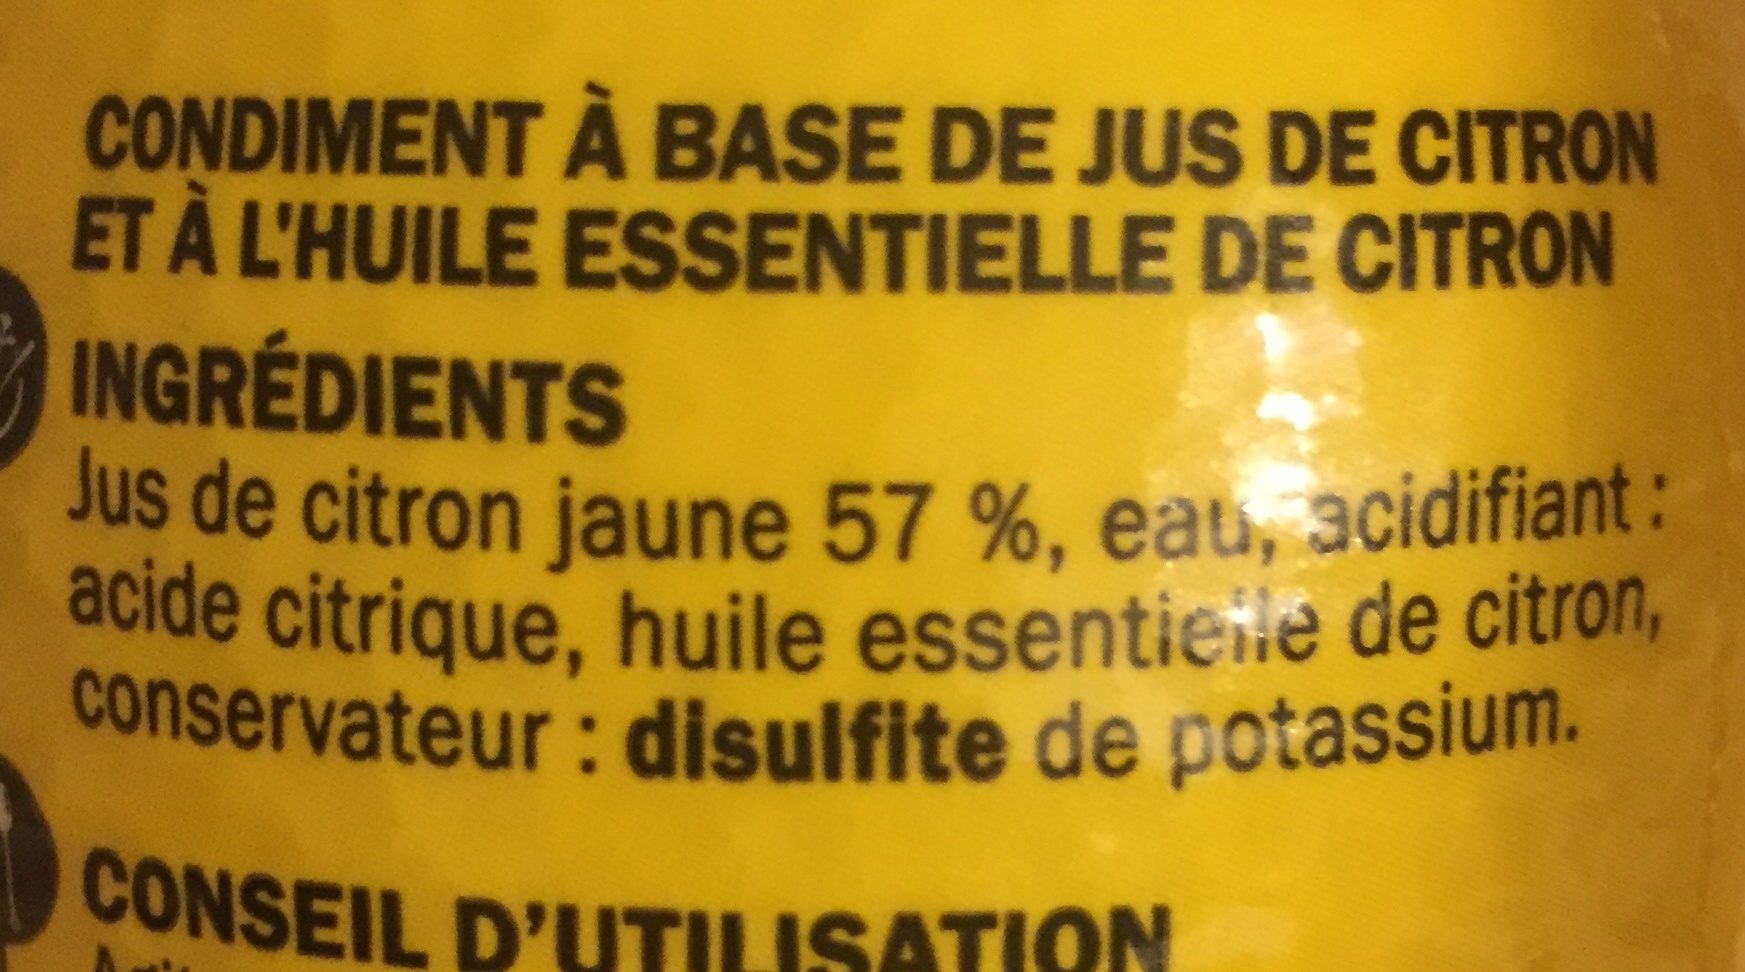 CONDIMENT À BASE DE JUS DE CITRON
ET À L'HUILE ESSENTIELLE DE CITRON
INGRÉDIENTS
Jus de citron jaune 57 %, eau, acidifiant :
acide citrique, huile essentielle de citron,
conservateur : disulfite de potassium.
CONSEIL D’UTILISATION